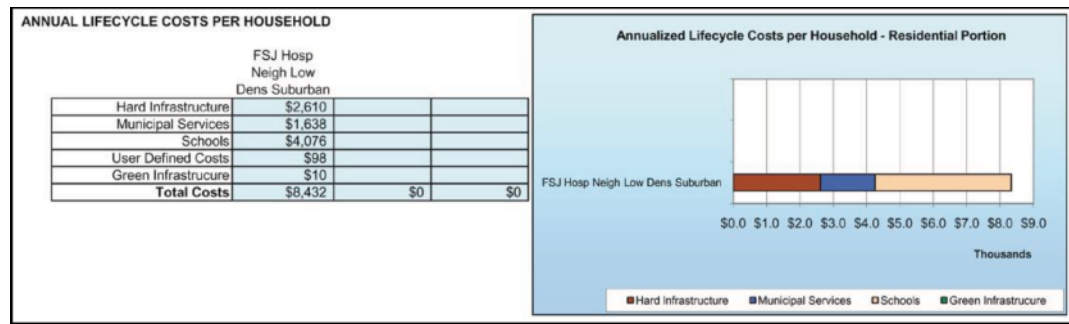 ANNUAL LIFECYCLE COSTS PER HOUSEHOLD
FSJ Hosp
Neigh Low
Dens Suburban
Hard Infrastructure $2,610
Municipal Services $1,638
Schools $4,076
User Defined Costs $98
Green Infrastrucure $10
Total Costs $8,432 $0 $0
Annualized Lifecycle Costs per Household - Residential Portion
FSJ Hosp Neigh Low Dens Suburban
$0.0 $1.0 $2.0 $3.0 $4.0 $5.0 $6.0 $7.0 $8.0 $9.0
Thousands
Hard Infrastructure Municipal Services Schools Green Infrastrucure